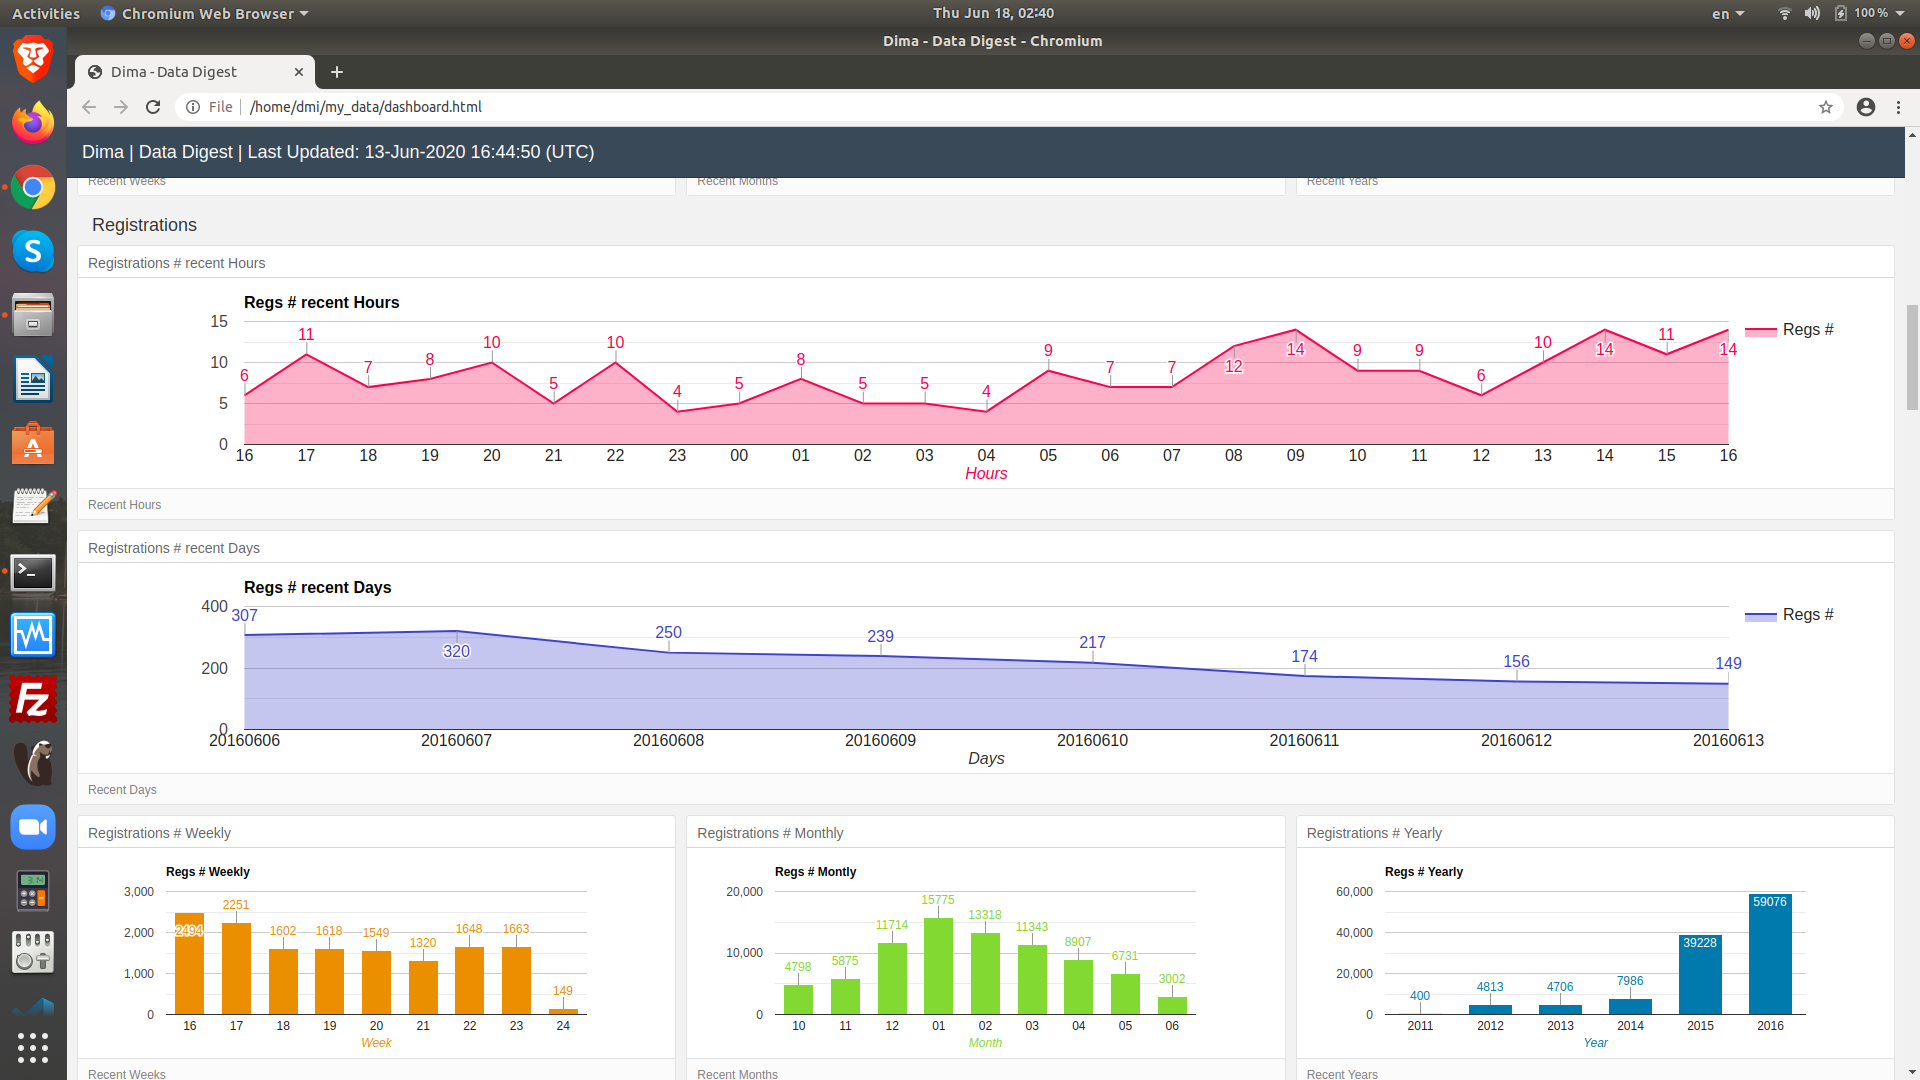 Activities Chromium Web Browser Thu Jun 18, 02:40 en 100 %
Dima - Data Digest - Chromium
Dima - Data Digest
File /home/dmi/my_data/dashboard.html
Dima | Data Digest | Last Updated: 13-Jun-2020 16:44:50 (UTC)
Recent Weeks Recent Months Recent Years
Registrations
Registrations # recent Hours
Regs # recent Hours
15 10 5 0
6 11 7 8 10 5 10 4 5 8 5 5 4 9 7 7 12 14 9 9 6 10 14 11 14
Regs #
16 17 18 19 20 21 22 23 00 01 02 03 04 05 06 07 08 09 10 11 12 13 14 15 16
Hours
Recent Hours
Registrations # recent Days
Regs # recent Days
400 200 0
307 320 250 239 217 174 156 149
Regs #
20160606 20160607 20160608 20160609 20160610 20160611 20160612 20160613
Days
Recent Days
Registrations # Weekly
Regs # Weekly
3,000 2,000 1,000 0
2494 2251 1602 1618 1549 1320 1648 1663 149
16 17 18 19 20 21 22 23 24
Week
Recent Weeks
Registrations # Monthly
Regs # Montly
20,000 10,000 0
4798 5875 11714 15775 13318 11343 8907 6731 3002
10 11 12 01 02 03 04 05 06
Month
Recent Months
Registrations # Yearly
Regs # Yearly
60,000 40,000 20,000 0
400 4813 4706 7986 39228 59076
2011 2012 2013 2014 2015 2016
Year
Recent Years